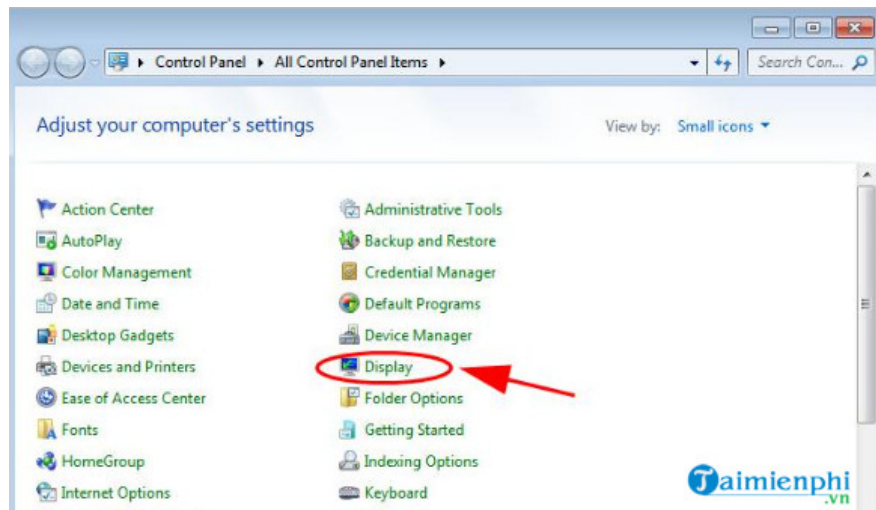 Control Panel All Control Panel Items Search Con...
Adjust your computer's settings View by: Small icons
Action Center Administrative Tools
AutoPlay Backup and Restore
Color Management Credential Manager
Date and Time Default Programs
Desktop Gadgets Device Manager
Devices and Printers Display
Ease of Access Center Folder Options
Fonts Getting Started
HomeGroup Indexing Options
Internet Options Keyboard
Taimienphi
.vn